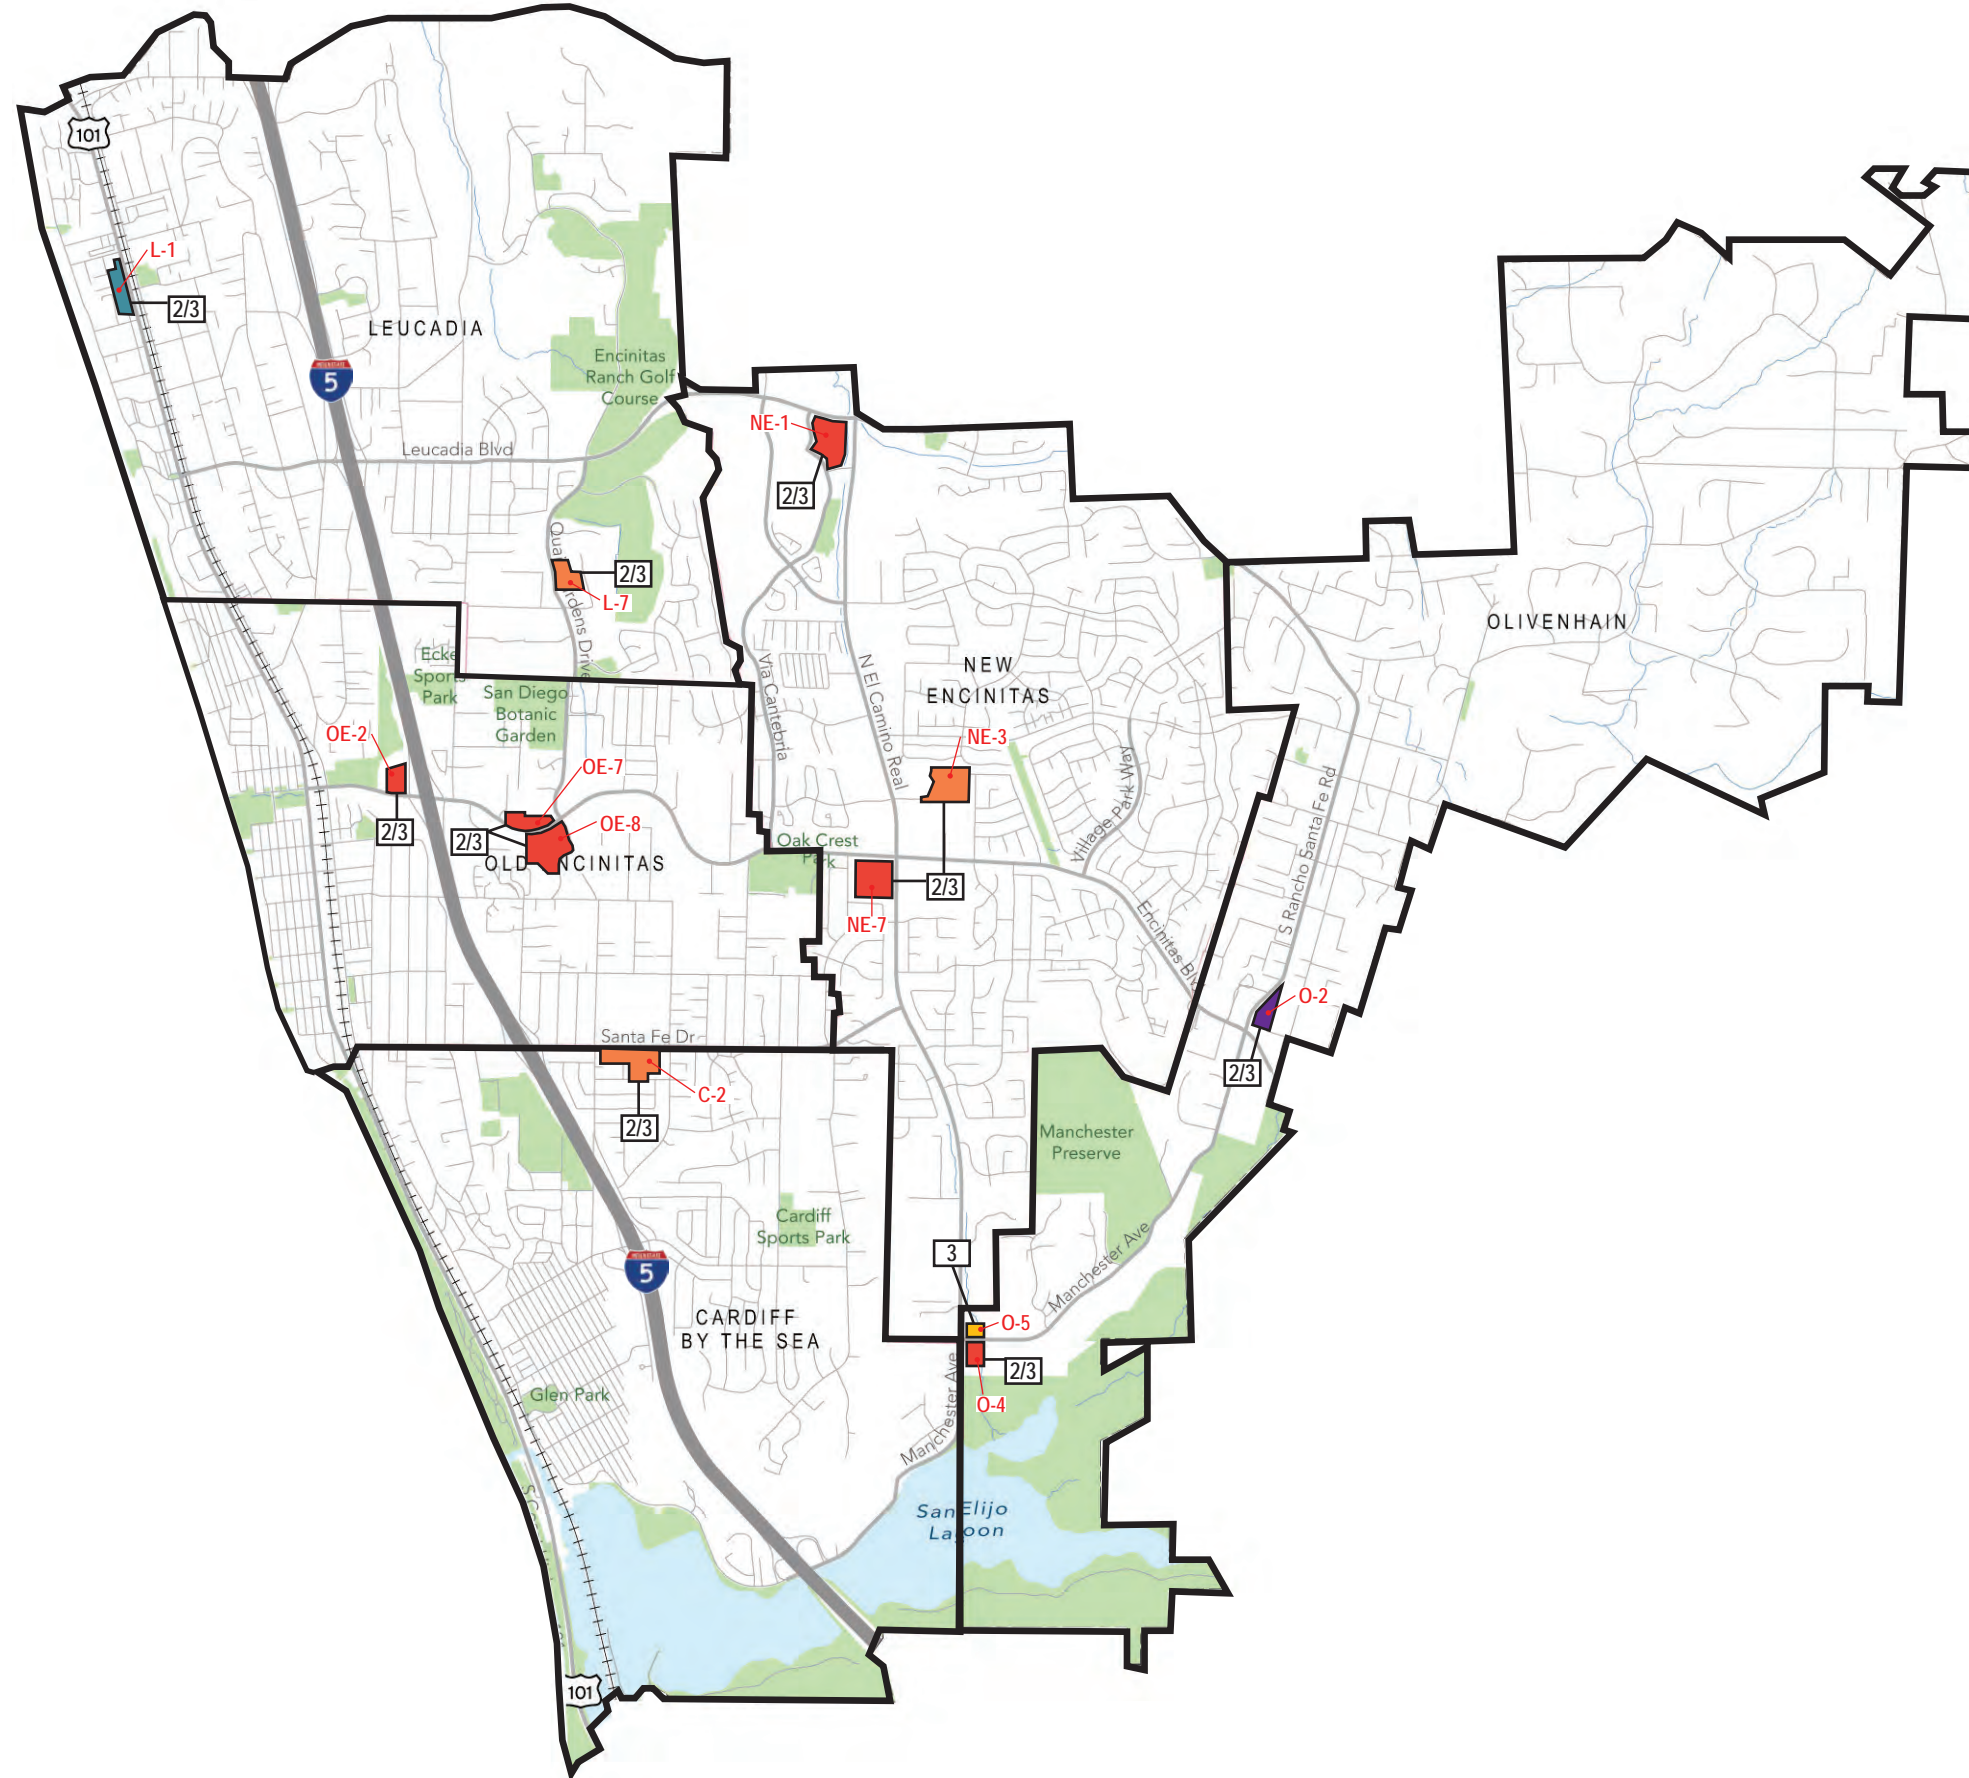 101
L-1
2/3
LEUCADIA
INTERSTATE
5
Encinitas
Ranch Golf
Course
Leucadia Blvd
NE-1
2/3
2/3
L-7
OLIVENHAIN
Ecke
Sports
Park
San Diego
Botanic
Garden
Via Cantebria
N El Camino Real
NEW
ENCINITAS
OE-2
2/3
OE-7
OE-8
2/3
NE-3
Village Park Way
S Rancho Santa Fe Rd
Oak Crest
Park
2/3
NE-7
Encinitas Blvd
O-2
2/3
Santa Fe Dr
C-2
2/3
Manchester
Preserve
Cardiff
Sports Park
3
Manchester Ave
INTERSTATE
5
CARDIFF
BY THE SEA
O-5
2/3
O-4
Manchester Ave
Glen Park
San Elijo
101